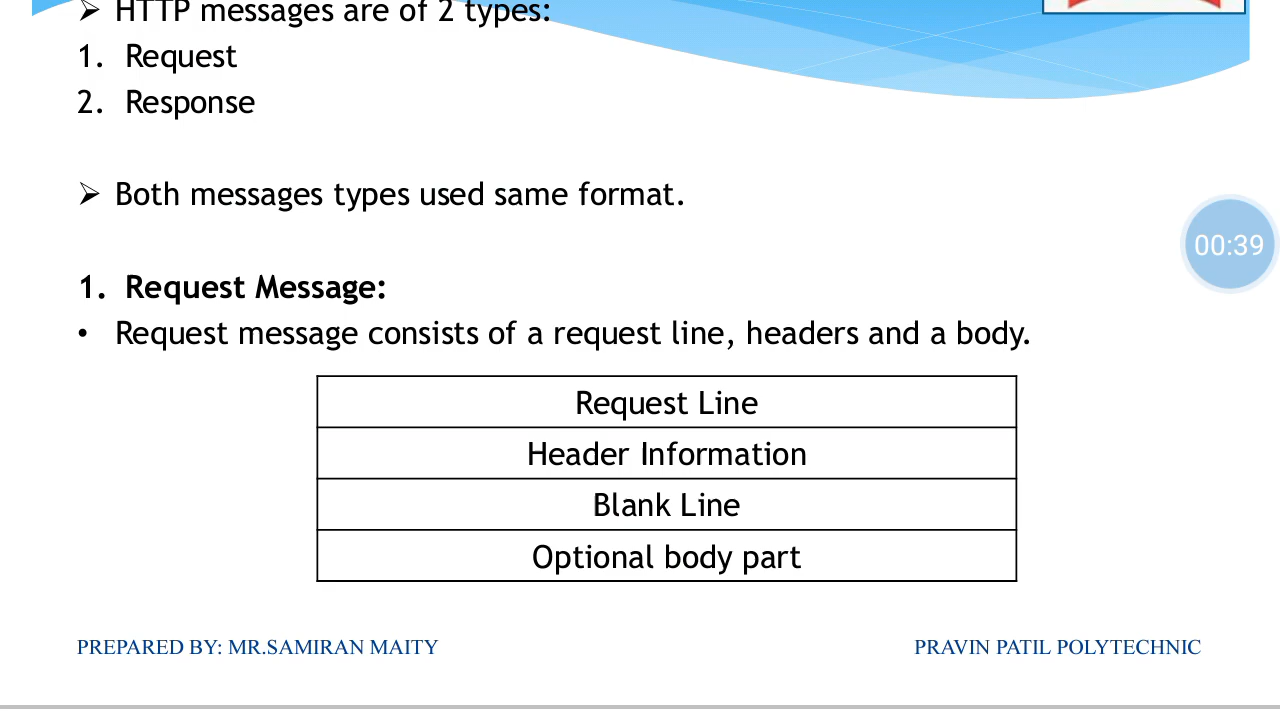 ➢ HTTP messages are of 2 types:
1. Request
2. Response
➢ Both messages types used same format.
00:39
1. Request Message:
• Request message consists of a request line, headers and a body.
Request Line
Header Information
Blank Line
Optional body part
PREPARED BY: MR.SAMIRAN MAITY
PRAVIN PATIL POLYTECHNIC